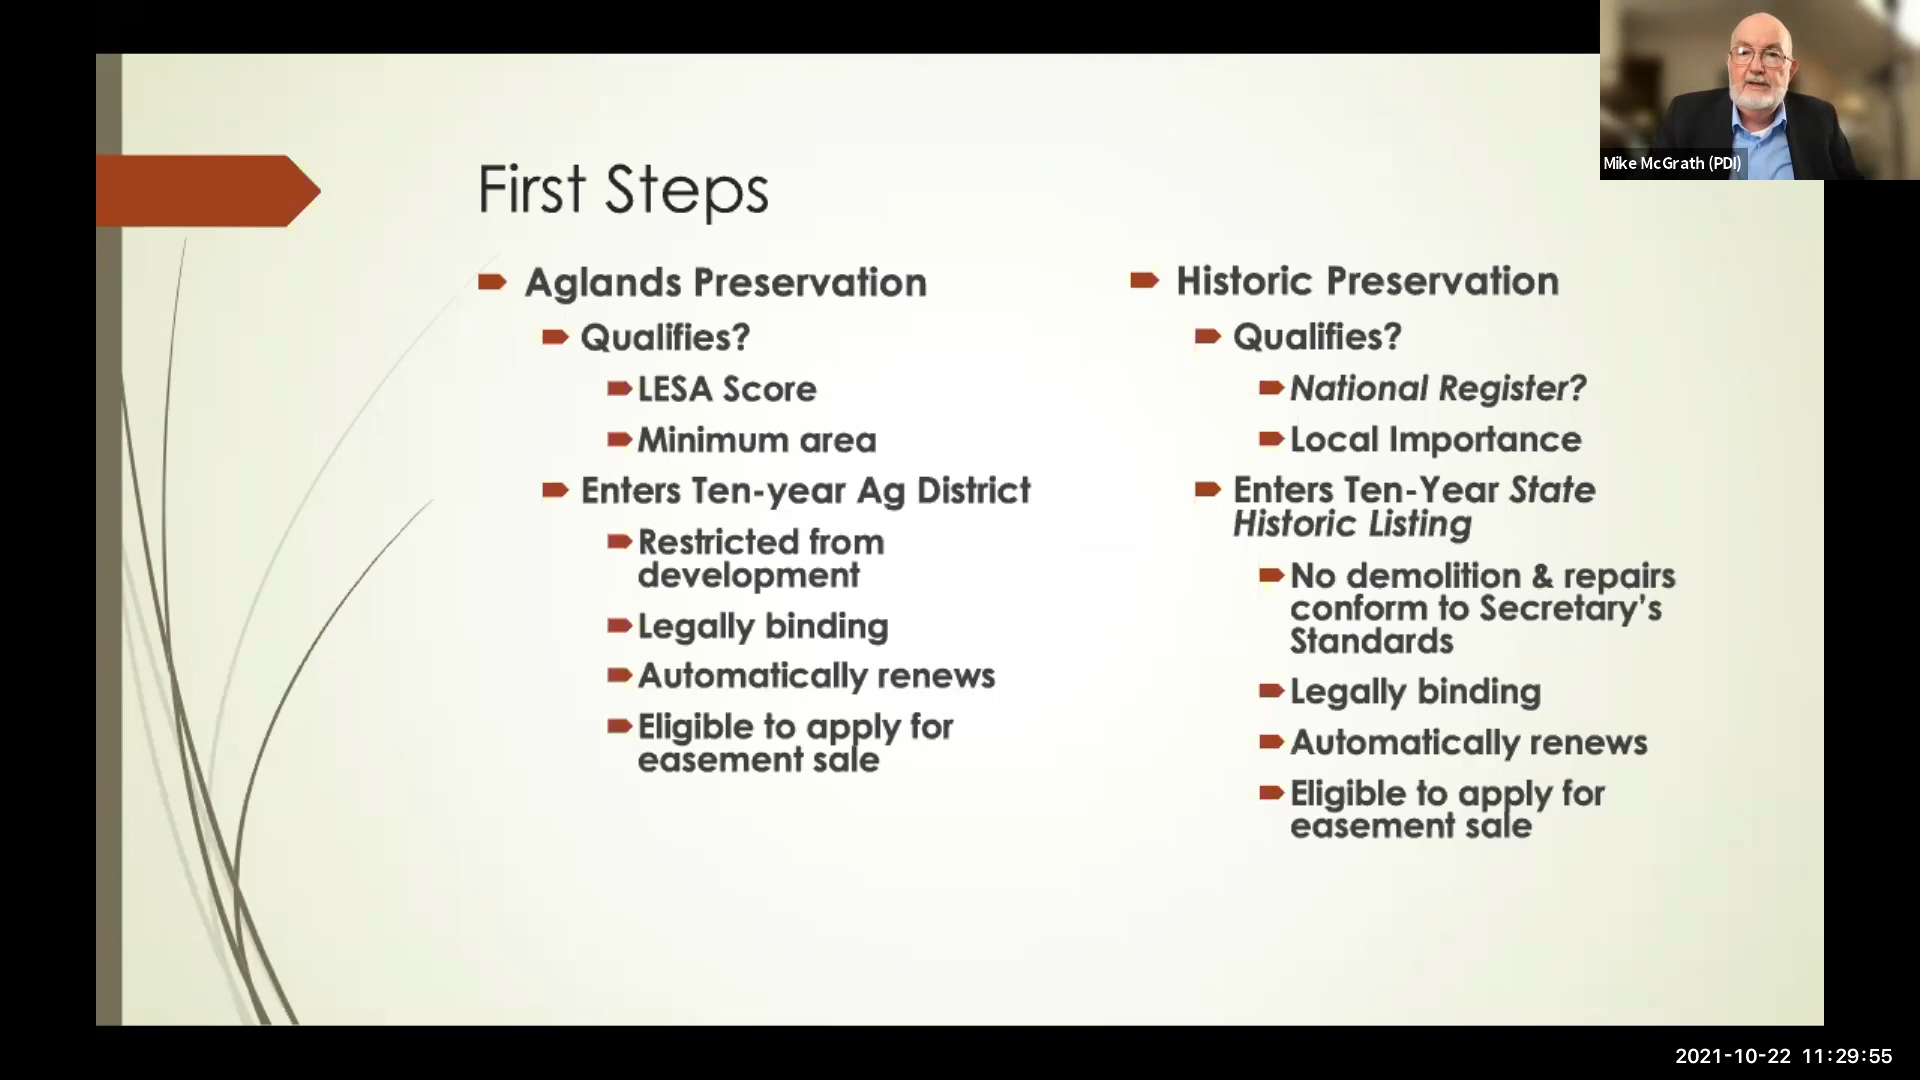 First Steps
Aglands Preservation
Qualifies?
LESA Score
Minimum area
Enters Ten-year Ag District
Restricted from
development
Legally binding
Automatically renews
Eligible to apply for
easement sale
Historic Preservation
Qualifies?
National Register?
Local Importance
Enters Ten-Year State
Historic Listing
No demolition & repairs
conform to Secretary's
Standards
Legally binding
Automatically renews
Eligible to apply for
easement sale
Mike McGrath (PDI)
2021-10-22 11:29:55